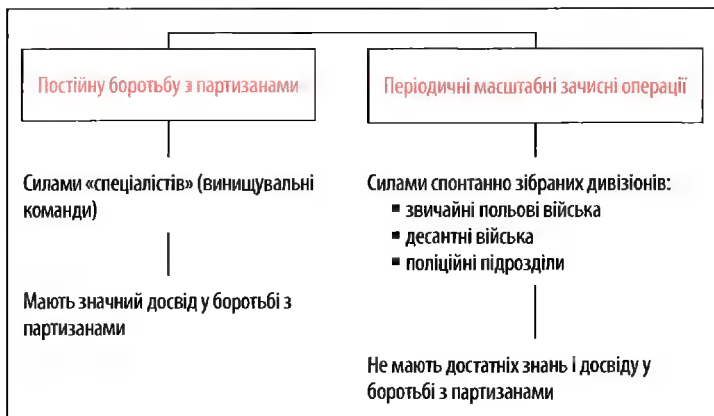 Постійну боротьбу з партизанами
Силами «спеціалістів» (винищувальні
команди)
Мають значний досвід у боротьбі з
партизанами
Періодичні масштабні зачисні операції
Силами спонтанно зібраних дивізіонів:
▪ звичайні польові війська
▪ десантні війська
▪ поліційні підрозділи
Не мають достатніх знань і досвіду у
боротьбі з партизанами